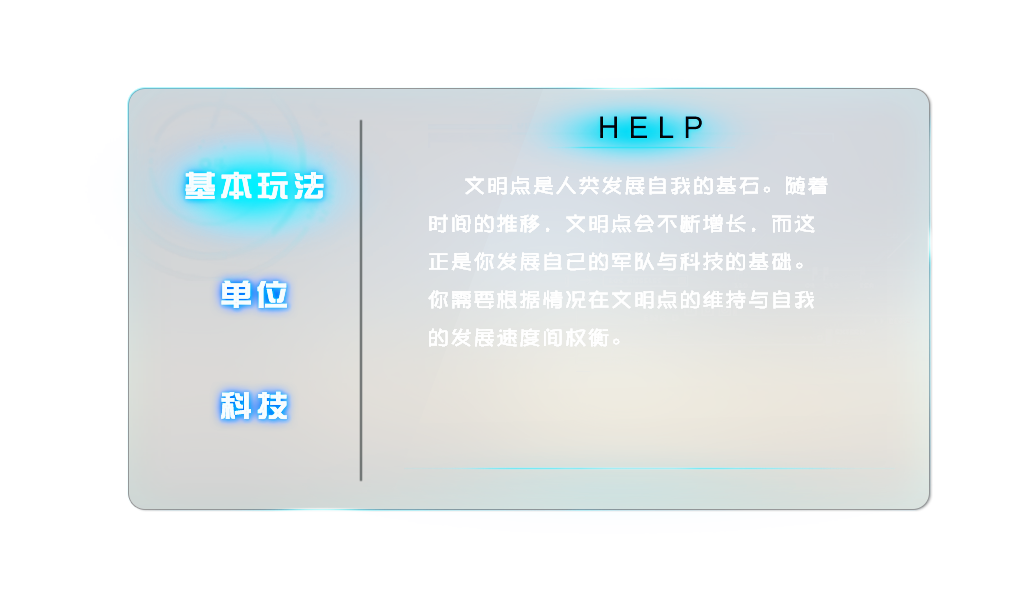 基本玩法
单位
科技
HELP
文明点是人类发展自我的基石。随着
时间的推移，文明点会不断增长，而这
正是你发展自己的军队与科技的基础。
你需要根据情况在文明点的维持与自我
的发展速度间权衡。